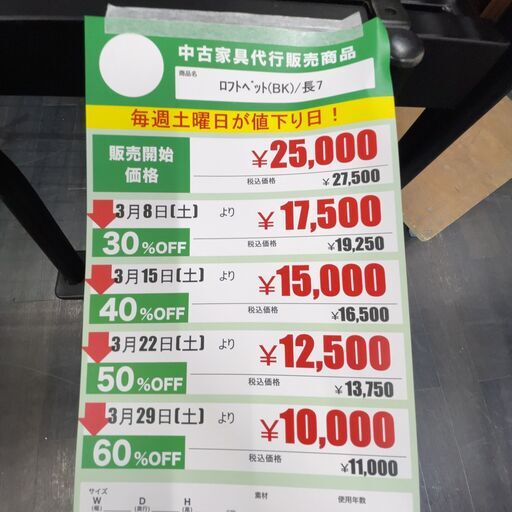 中古家具代行販売商品
商品名
ﾛﾌﾄﾍﾞｯﾄ(BK)/長7
毎週土曜日が値下り日！
販売開始
価格
¥25,000
税込価格
¥27,500
3月8日(土) より
¥17,500
30%OFF
税込価格
¥19,250
3月15日(土) より
¥15,000
40%OFF
税込価格
¥16,500
3月22日(土) より
¥12,500
50%OFF
税込価格
¥13,750
3月29日(土) より
¥10,000
60%OFF
税込価格
¥11,000
サイズ
素材
使用年数
W
D
H
(幅)
(奥行)
(高)